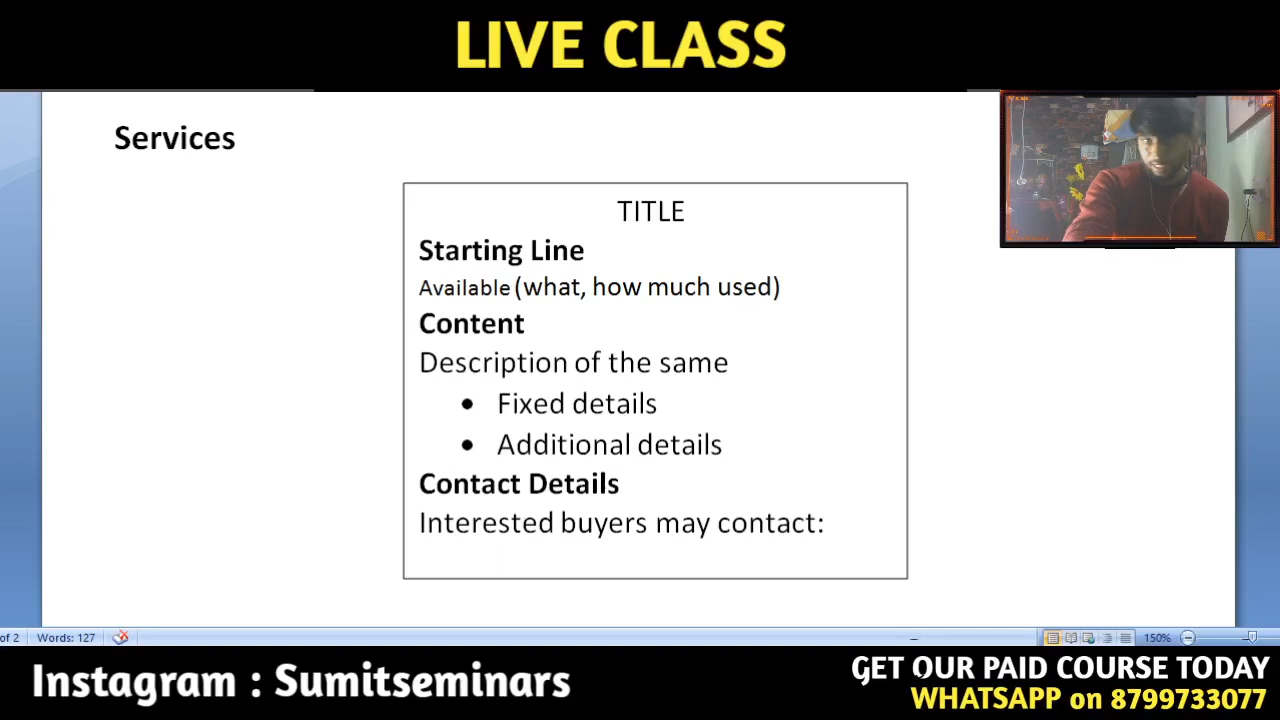 LIVE CLASS
Services
TITLE
Starting Line
Available (what, how much used)
Content
Description of the same
• Fixed details
• Additional details
Contact Details
Interested buyers may contact:
of 2 Words: 127 150%
Instagram : Sumitseminars
GET OUR PAID COURSE TODAY
WHATSAPP on 8799733077